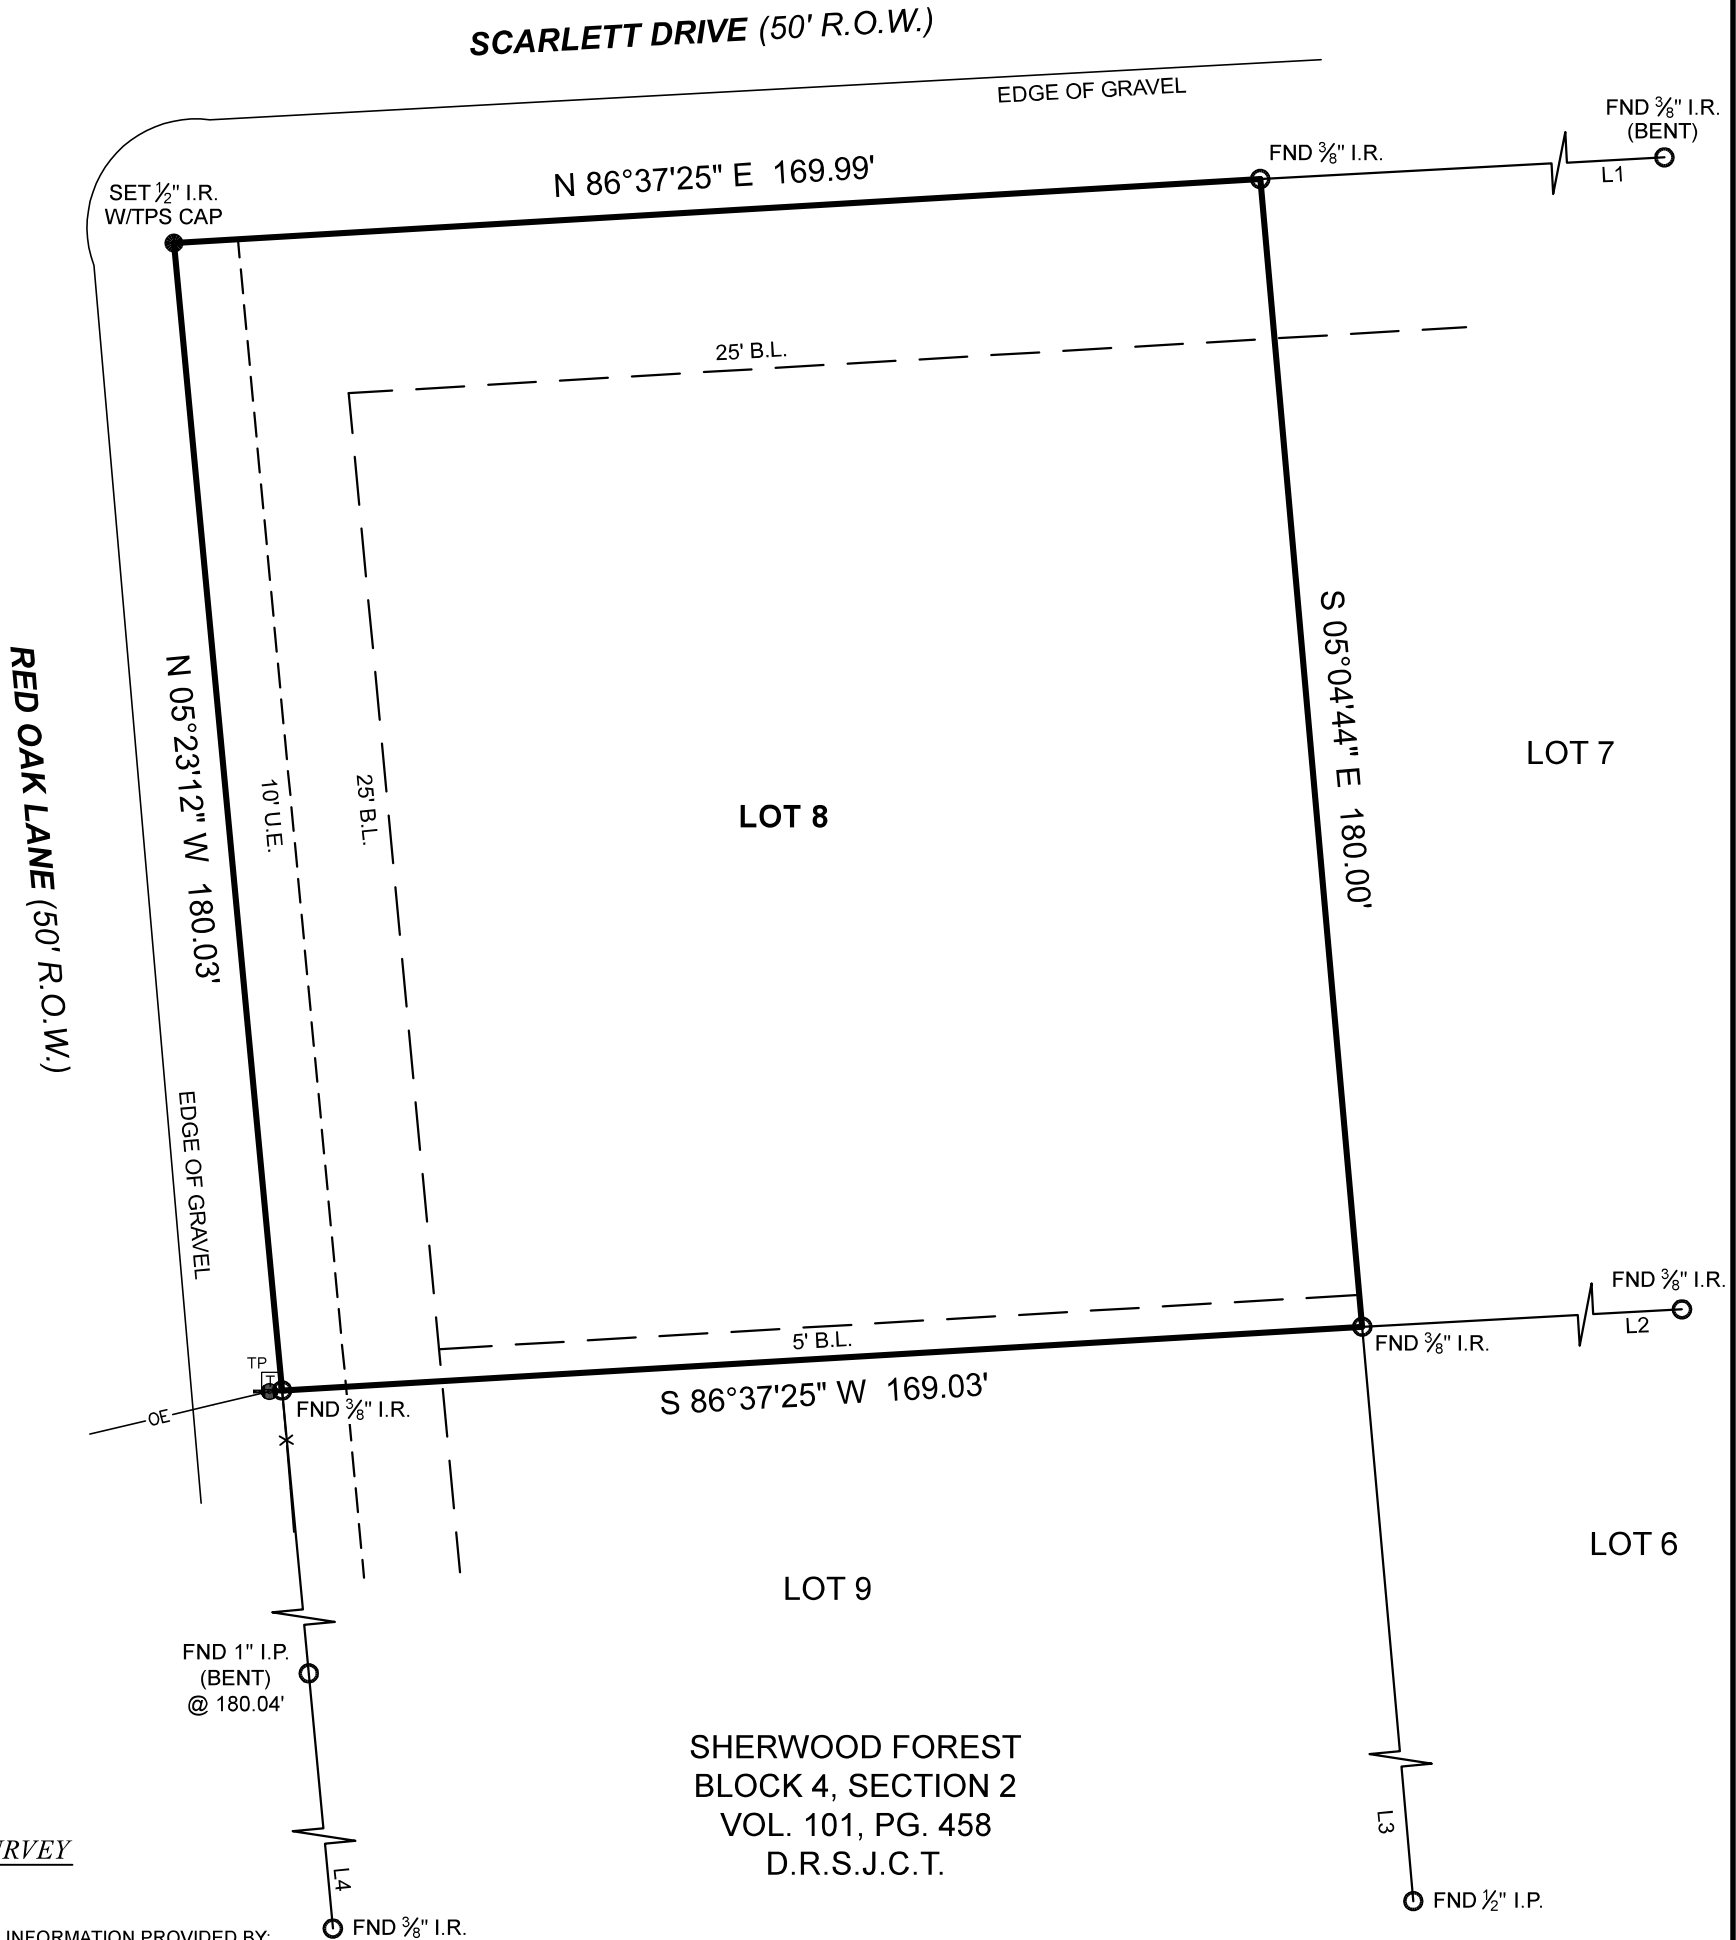 SCARLETT DRIVE (50' R.O.W.)
EDGE OF GRAVEL
FND ⅜" I.R.
(BENT)
FND ⅜" I.R.
L1
N 86°37'25" E 169.99'
SET ½" I.R.
W/TPS CAP
25' B.L.
S 05°04'44" E 180.00'
RED OAK LANE (50' R.O.W.)
N 05°23'12" W 180.03'
10' U.E.
25' B.L.
LOT 8
LOT 7
EDGE OF GRAVEL
FND ⅜" I.R.
L2
5' B.L.
FND ⅜" I.R.
TP
T
S 86°37'25" W 169.03'
FND ⅜" I.R.
OE
LOT 6
LOT 9
FND 1" I.P.
(BENT)
@ 180.04'
SHERWOOD FOREST
BLOCK 4, SECTION 2
VOL. 101, PG. 458
D.R.S.J.C.T.
L3
RVEY
L4
FND ½" I.P.
FND ⅜" I.R.
INFORMATION PROVIDED BY: